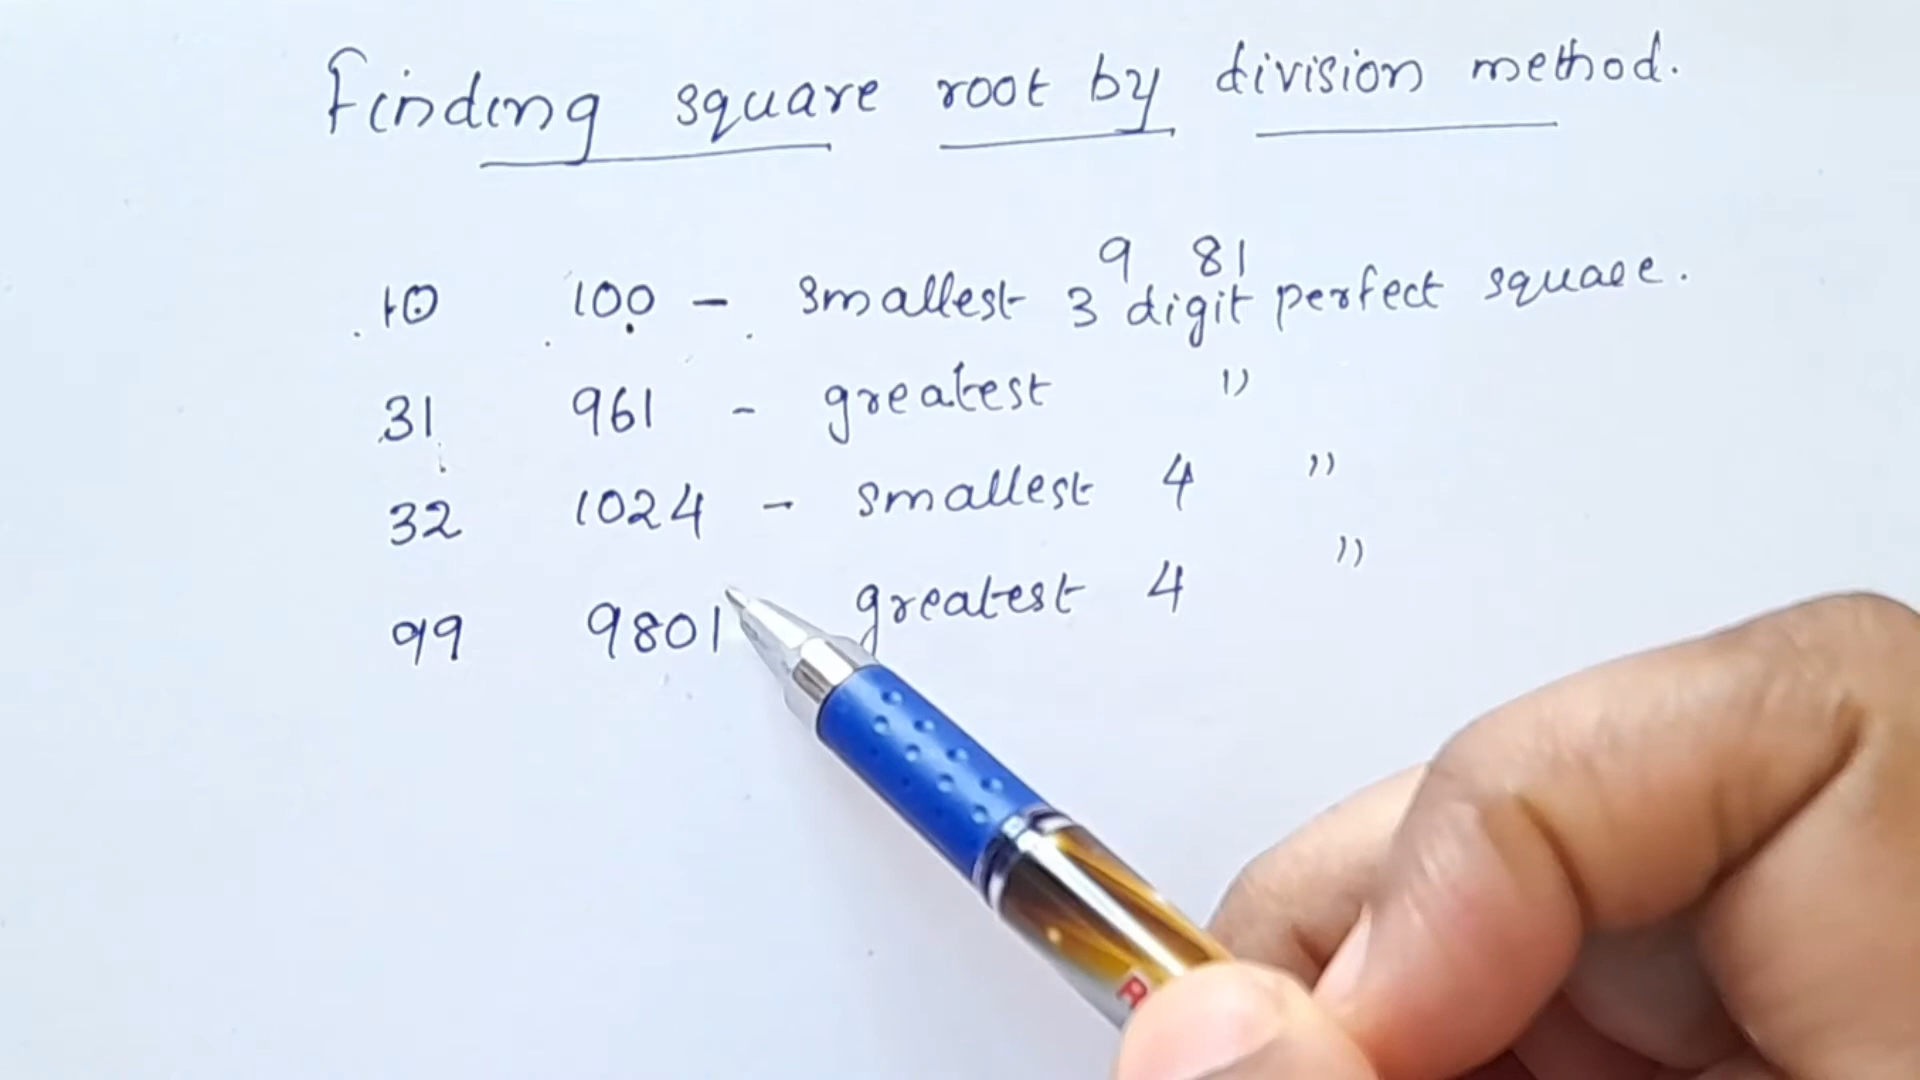 Finding square root by division method.
9 81
10 100 - smallest 3 digit perfect square.
31 961 - greatest "
32 1024 - smallest 4 "
99 9801 greatest 4 "
R